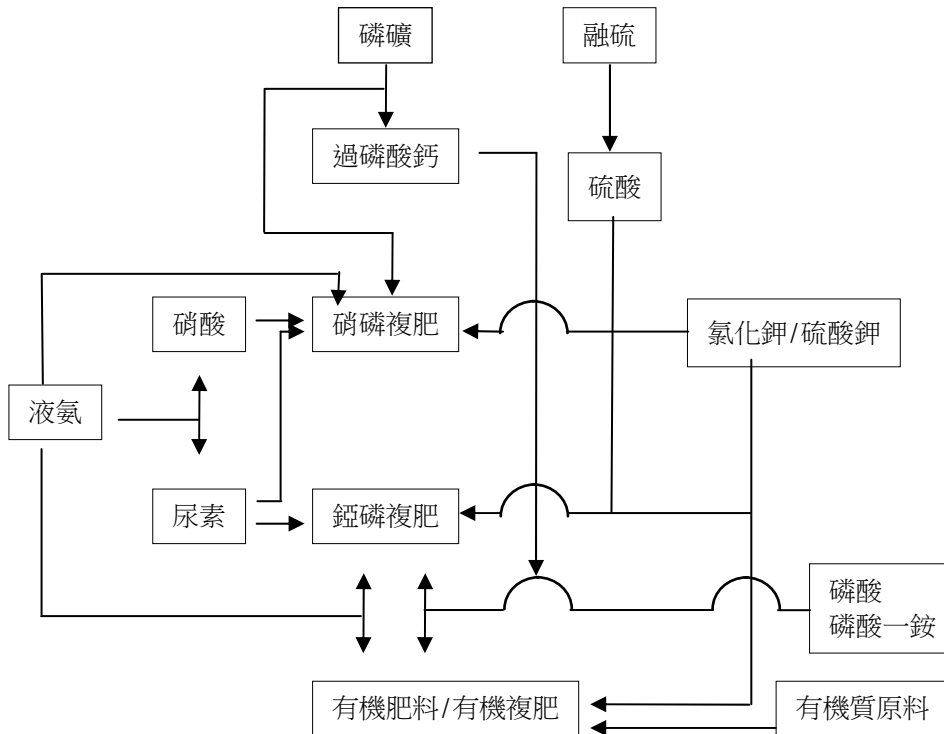 磷礦
融硫
過磷酸鈣
硫酸
硝酸
硝磷複肥
氯化鉀/硫酸鉀
液氨
尿素
錏磷複肥
磷酸
磷酸一銨
有機肥料/有機複肥
有機質原料